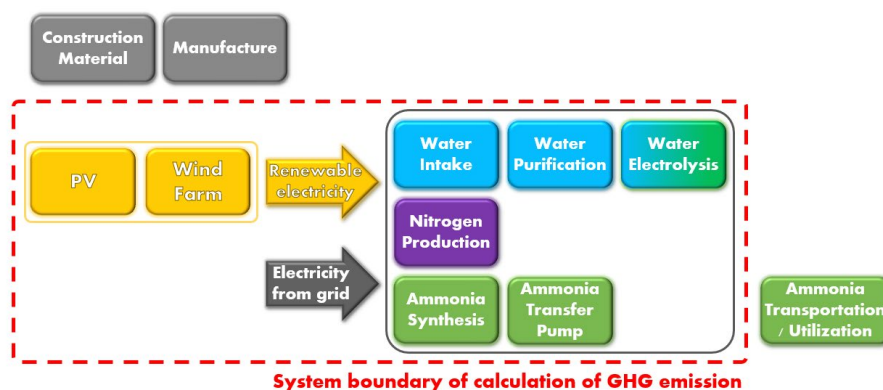 Construction
Material
Manufacture
PV
Wind
Farm
Renewable
electricity
Water
Intake
Water
Purification
Water
Electrolysis
Nitrogen
Production
Electricity
from grid
Ammonia
Synthesis
Ammonia
Transfer
Pump
Ammonia
Transportation
/ Utilization
System boundary of calculation of GHG emission